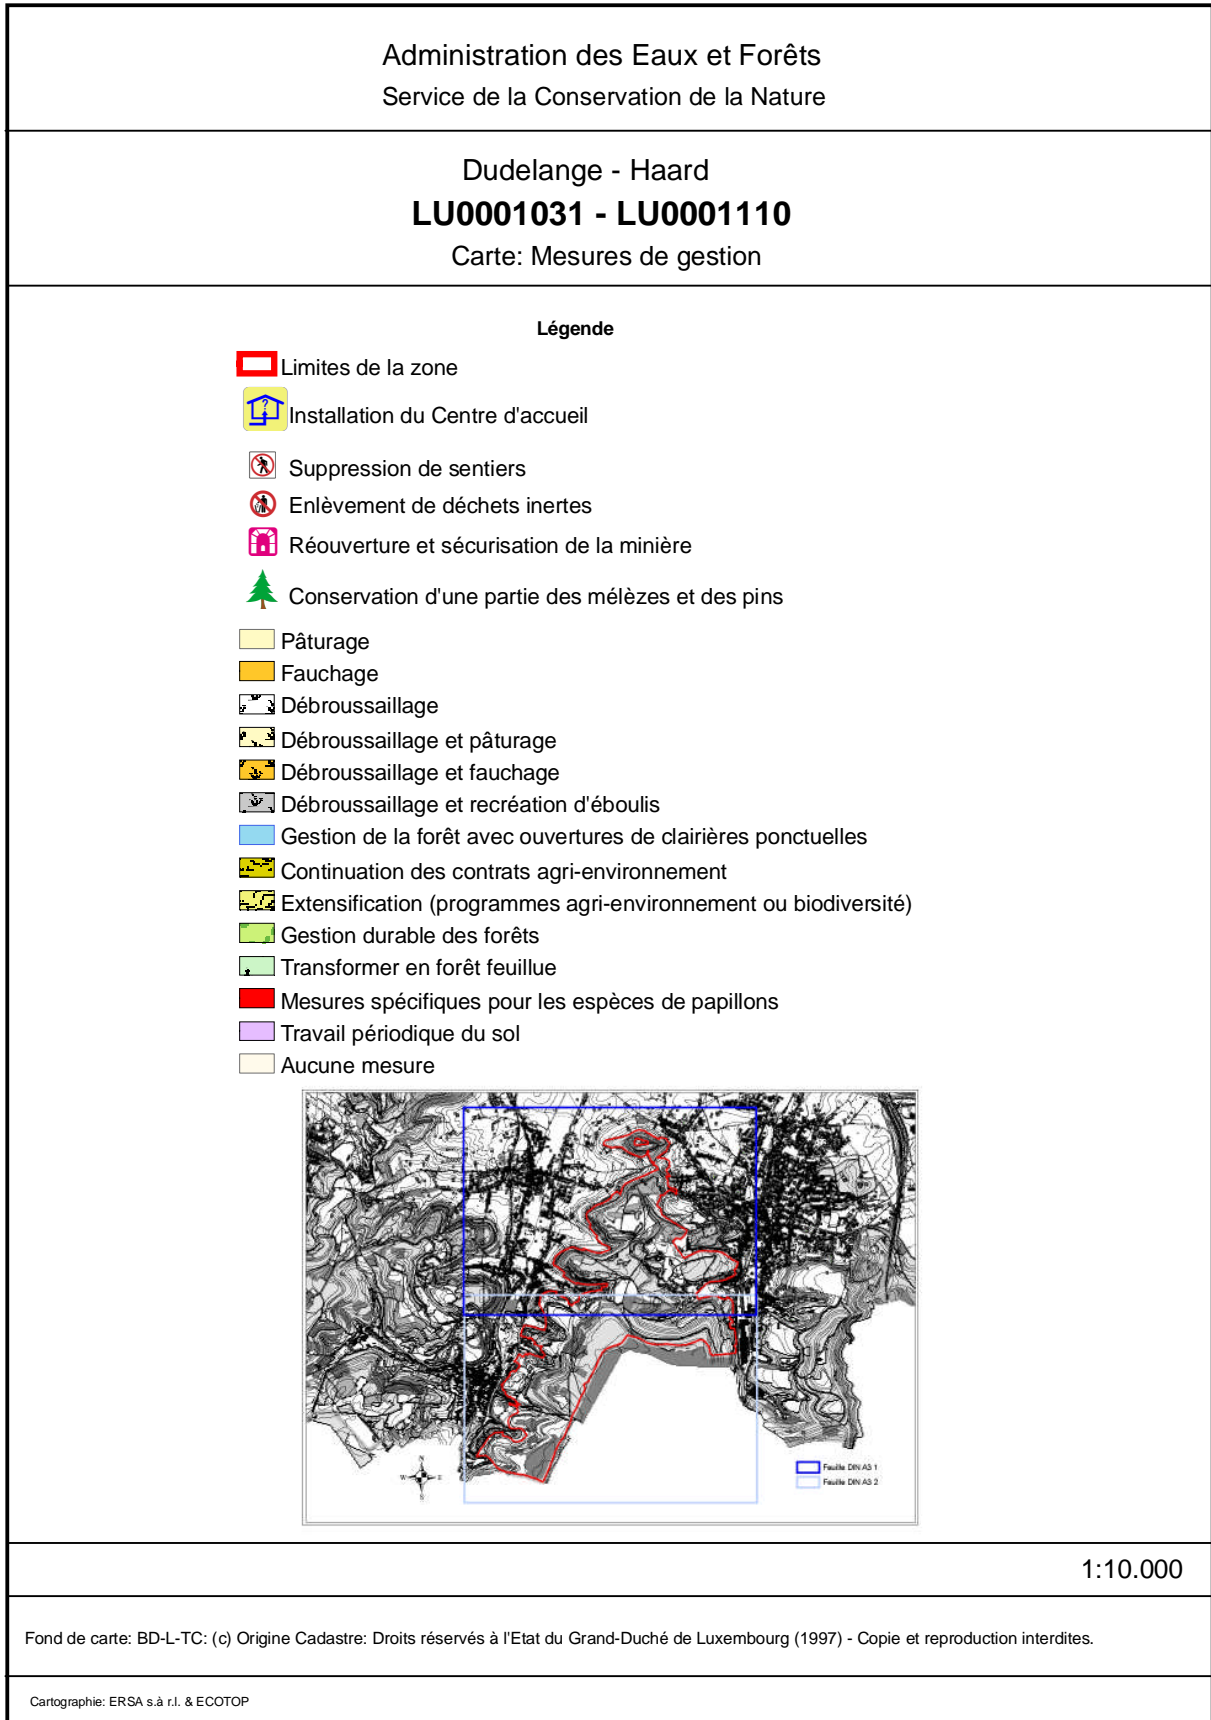 Administration des Eaux et Forêts
Service de la Conservation de la Nature
Dudelange - Haard
LU0001031 - LU0001110
Carte: Mesures de gestion
Légende
Limites de la zone
?
Installation du Centre d'accueil
Suppression de sentiers
Enlèvement de déchets inertes
Réouverture et sécurisation de la minière
Conservation d'une partie des mélèzes et des pins
Pâturage
Fauchage
Débroussaillage
Débroussaillage et pâturage
Débroussaillage et fauchage
Débroussaillage et recréation d'éboulis
Gestion de la forêt avec ouvertures de clairières ponctuelles
Continuation des contrats agri-environnement
Extensification (programmes agri-environnement ou biodiversité)
Gestion durable des forêts
Transformer en forêt feuillue
Mesures spécifiques pour les espèces de papillons
Travail périodique du sol
Aucune mesure
N
W E
S
Feuille DIN A3 1
Feuille DIN A3 2
1:10.000
Fond de carte: BD-L-TC: (c) Origine Cadastre: Droits réservés à l'Etat du Grand-Duché de Luxembourg (1997) - Copie et reproduction interdites.
Cartographie: ERSA s.à r.l. & ECOTOP